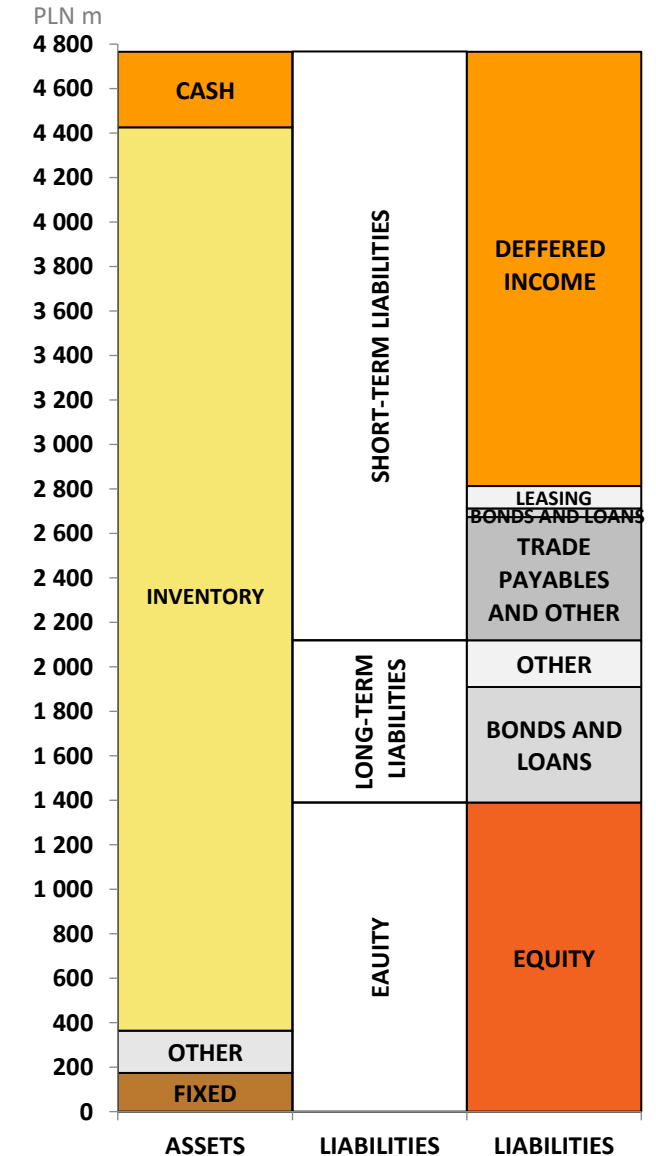 PLN m
4 800
4 600
4 400
4 200
4 000
3 800
3 600
3 400
3 200
3 000
2 800
2 600
2 400
2 200
2 000
1 800
1 600
1 400
1 200
1 000
800
600
400
200
0
CASH
INVENTORY
OTHER
FIXED
SHORT-TERM LIABILITIES
LONG-TERM
LIABILITIES
EAUITY
DEFFERED
INCOME
LEASING
BONDS AND LOANS
TRADE
PAYABLES
AND OTHER
OTHER
BONDS AND
LOANS
EQUITY
ASSETS
LIABILITIES
LIABILITIES